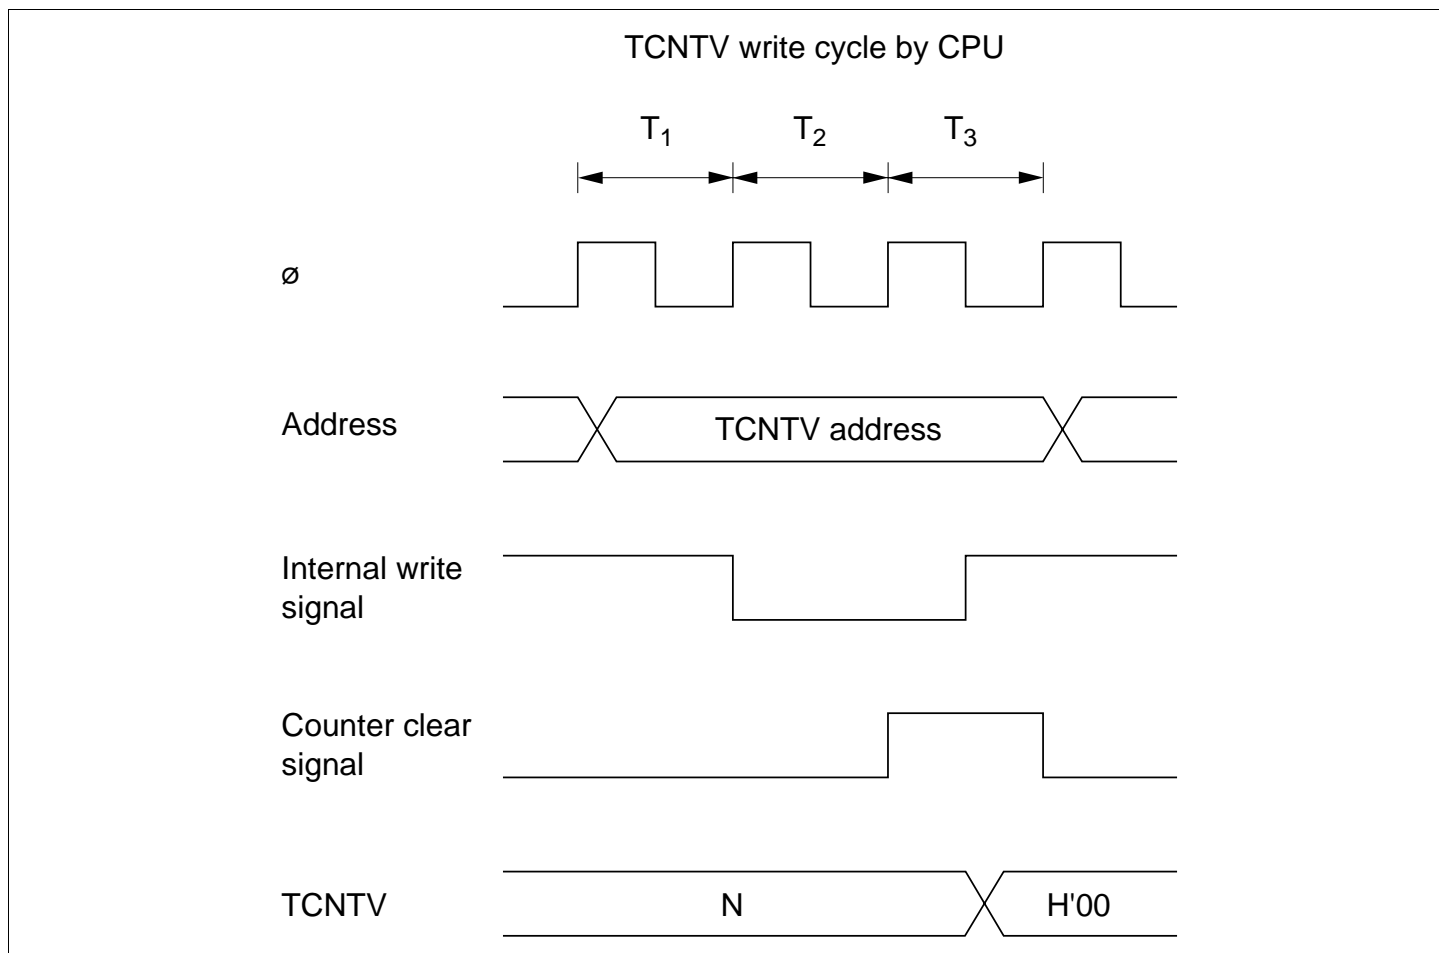 TCNTV write cycle by CPU
T1 T2 T3
ø
Address TCNTV address
Internal write
signal
Counter clear
signal
TCNTV N H'00